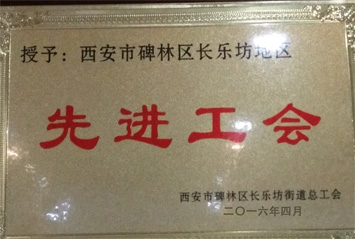 授予：西安市碑林区长乐坊地区
先进工会
西安市碑林区长乐坊街道总工会
二〇一六年四月